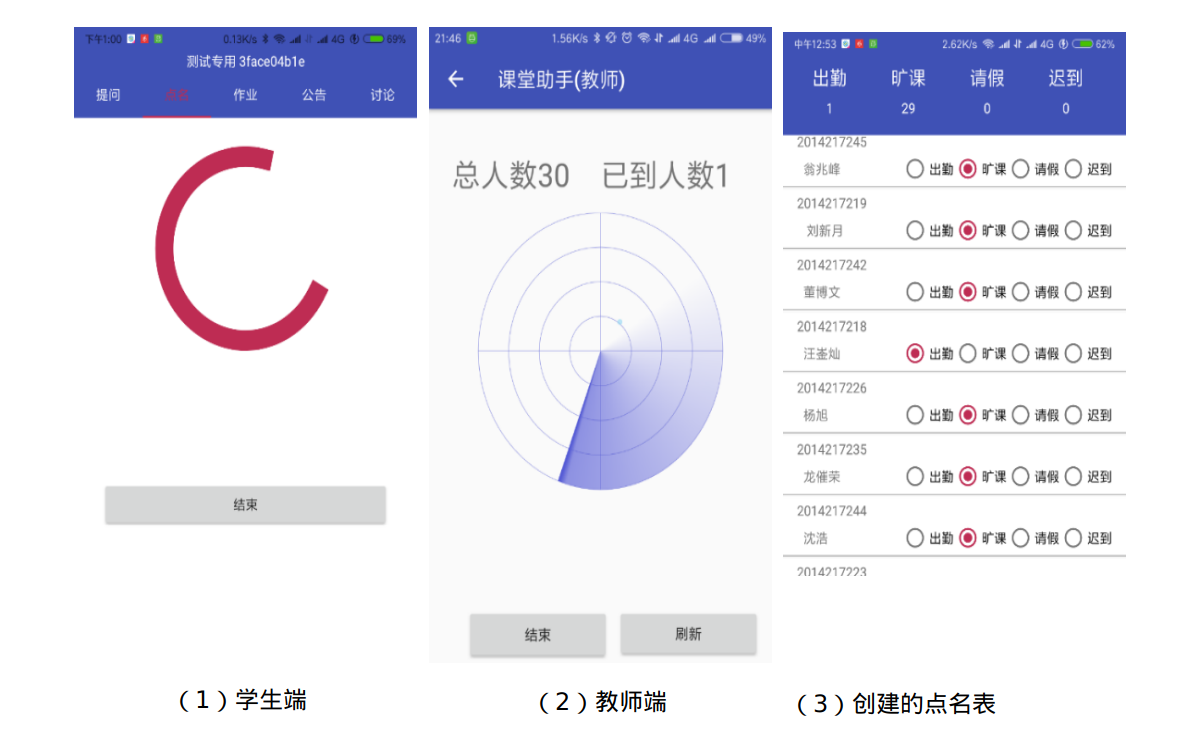 下午1:00 0.13K/s 4G 69%
测试专用 3face04b1e
提问 点名 作业 公告 讨论
结束
(1)学生端
21:46 1.56K/s 4G 49%
课堂助手(教师)
总人数30 已到人数1
结束 刷新
(2)教师端
中午12:53 2.62K/s 4G 62%
出勤 旷课 请假 迟到
1 29 0 0
2014217245
翁兆峰 出勤 旷课 请假 迟到
2014217219
刘新月 出勤 旷课 请假 迟到
2014217242
董博文 出勤 旷课 请假 迟到
2014217218
汪崟灿 出勤 旷课 请假 迟到
2014217226
杨旭 出勤 旷课 请假 迟到
2014217235
龙催荣 出勤 旷课 请假 迟到
2014217244
沈浩 出勤 旷课 请假 迟到
2014217223
(3)创建的点名表